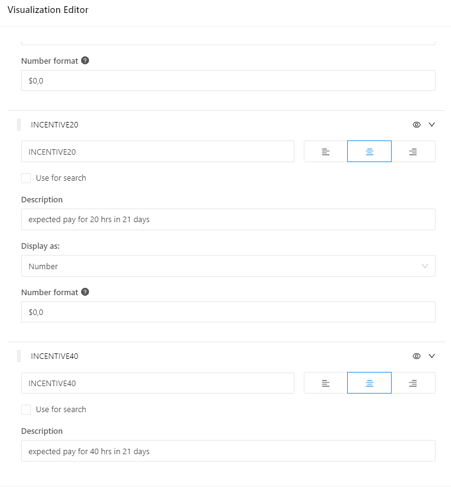 Visualization Editor
Number format ?
$0,0
INCENTIVE20
INCENTIVE20
Use for search
Description
expected pay for 20 hrs in 21 days
Display as:
Number
Number format ?
$0,0
INCENTIVE40
INCENTIVE40
Use for search
Description
expected pay for 40 hrs in 21 days